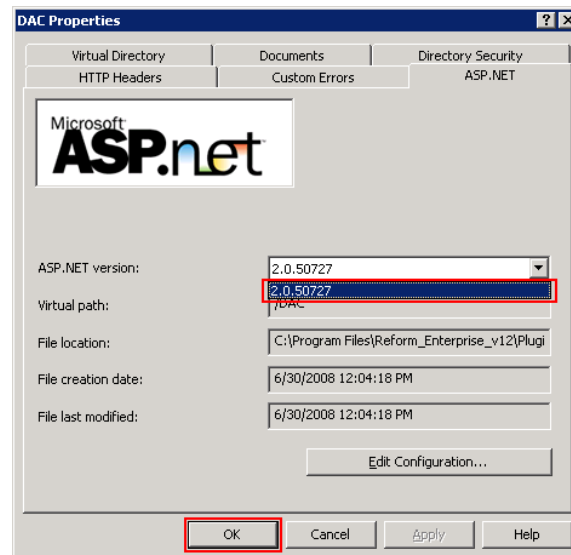 DAC Properties
Virtual Directory Documents Directory Security
HTTP Headers Custom Errors ASP.NET
Microsoft
ASP.net
ASP.NET version: 2.0.50727
2.0.50727
Virtual path: /DAC
File location: C:\Program Files\Reform_Enterprise_v12\Plugi
File creation date: 6/30/2008 12:04:18 PM
File last modified: 6/30/2008 12:04:18 PM
Edit Configuration...
OK Cancel Apply Help